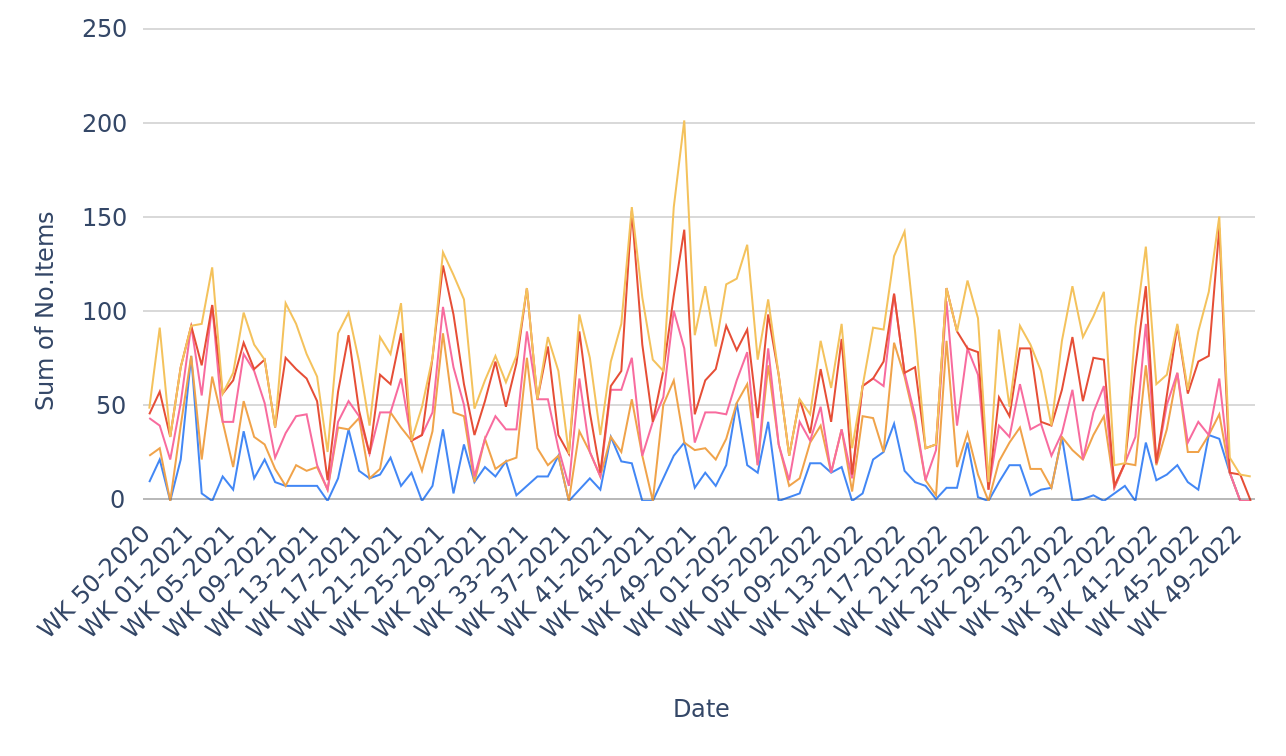 250
200
150
100
50
0
Sum of No.Items
WK 50-2020
WK 01-2021
WK 05-2021
WK 09-2021
WK 13-2021
WK 17-2021
WK 21-2021
WK 25-2021
WK 29-2021
WK 33-2021
WK 37-2021
WK 41-2021
WK 45-2021
WK 49-2021
WK 01-2022
WK 05-2022
WK 09-2022
WK 13-2022
WK 17-2022
WK 21-2022
WK 25-2022
WK 29-2022
WK 33-2022
WK 37-2022
WK 41-2022
WK 45-2022
WK 49-2022
Date